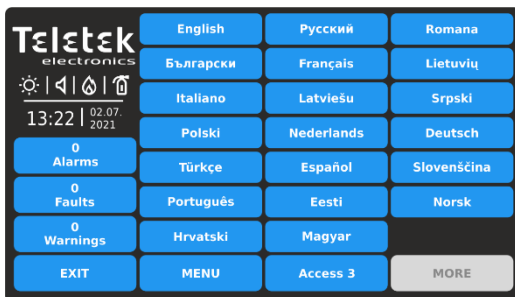 Teletek
electronics
13:22 02.07.
2021
0
Alarms
0
Faults
0
Warnings
EXIT
English Русский Romana
Български Français Lietuvių
Italiano Latviešu Srpski
Polski Nederlands Deutsch
Türkçe Español Slovenščina
Português Eesti Norsk
Hrvatski Magyar
MENU Access 3 MORE